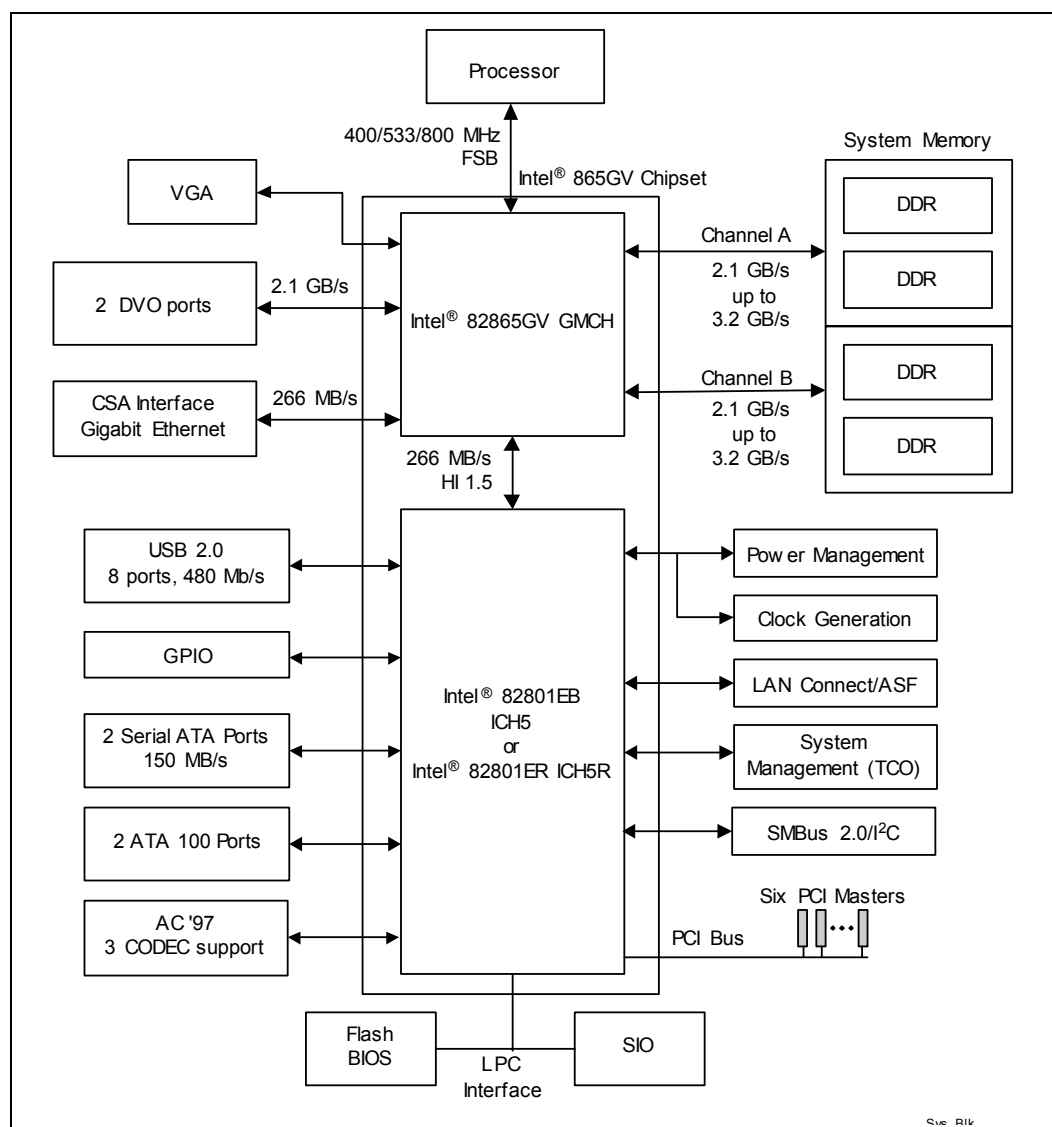 Processor
400/533/800 MHz
FSB
System Memory
Intel® 865GV Chipset
VGA
DDR
Channel A
2.1 GB/s
up to
3.2 GB/s
DDR
2 DVO ports
2.1 GB/s
Intel® 82865GV GMCH
DDR
Channel B
2.1 GB/s
up to
3.2 GB/s
DDR
CSA Interface
Gigabit Ethernet
266 MB/s
266 MB/s
HI 1.5
USB 2.0
8 ports, 480 Mb/s
Power Management
Clock Generation
GPIO
LAN Connect/ASF
Intel® 82801EB
ICH5
or
Intel® 82801ER ICH5R
2 Serial ATA Ports
150 MB/s
System
Management (TCO)
2 ATA 100 Ports
SMBus 2.0/I²C
Six PCI Masters
AC '97
3 CODEC support
PCI Bus
Flash
BIOS
SIO
LPC
Interface
Sys_Blk